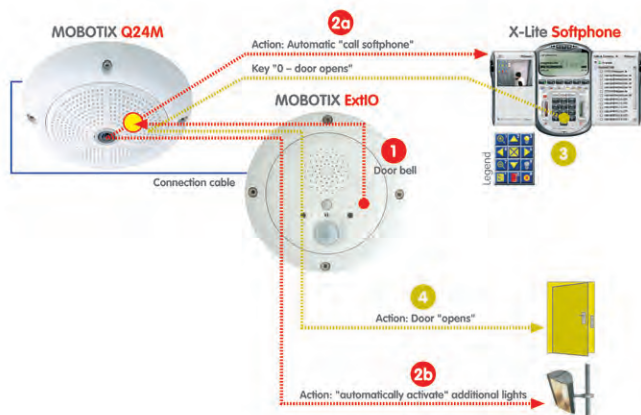 2a
MOBOTIX Q24M
X-Lite Softphone
Action: Automatic "call softphone"
Key "0 – door opens"
MOBOTIX ExtIO
1
Door bell
3
Legend
Connection cable
4
Action: Door "opens"
2b
Action: "automatically activate" additional lights